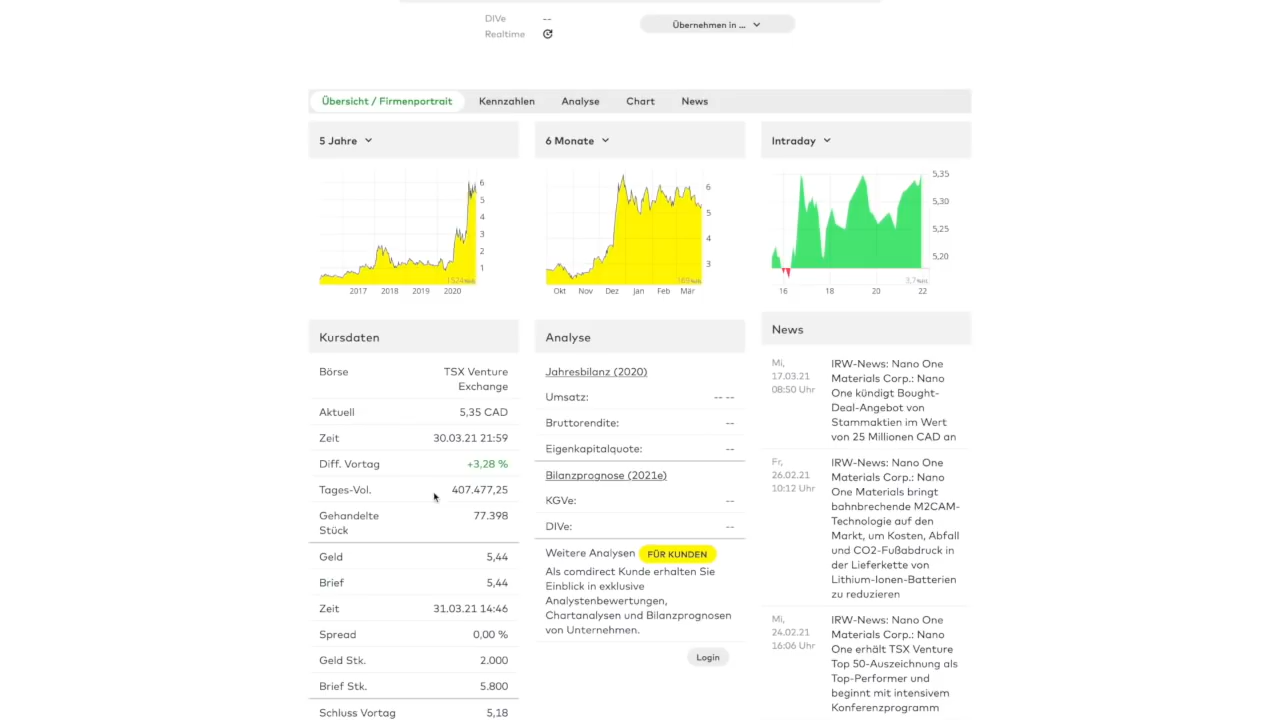 DIVe --
Realtime
Übernehmen in ...
Übersicht / Firmenportrait Kennzahlen Analyse Chart News
5 Jahre
6
5
4
3
2
1
2017 2018 2019 2020
6 Monate
6
5
4
3
Okt Nov Dez Jan Feb Mär
Intraday
5,35
5,30
5,25
5,20
16 18 20 22
Kursdaten
Börse TSX Venture
Exchange
Aktuell 5,35 CAD
Zeit 30.03.21 21:59
Diff. Vortag +3,28 %
Tages-Vol. 407.477,25
Gehandelte 77.398
Stück
Geld 5,44
Brief 5,44
Zeit 31.03.21 14:46
Spread 0,00 %
Geld Stk. 2.000
Brief Stk. 5.800
Schluss Vortag 5,18
Analyse
Jahresbilanz (2020)
Umsatz: -- --
Bruttorendite: --
Eigenkapitalquote: --
Bilanzprognose (2021e)
KGVe: --
DIVe: --
Weitere Analysen FÜR KUNDEN
Als comdirect Kunde erhalten Sie
Einblick in exklusive
Analystenbewertungen,
Chartanalysen und Bilanzprognosen
von Unternehmen.
Login
News
Mi,
17.03.21
08:50 Uhr
IRW-News: Nano One
Materials Corp.: Nano
One kündigt Bought-
Deal-Angebot von
Stammaktien im Wert
von 25 Millionen CAD an
Fr,
26.02.21
10:12 Uhr
IRW-News: Nano One
Materials Corp.: Nano
One Materials bringt
bahnbrechende M2CAM-
Technologie auf den
Markt, um Kosten, Abfall
und CO2-Fußabdruck in
der Lieferkette von
Lithium-Ionen-Batterien
zu reduzieren
Mi,
24.02.21
16:06 Uhr
IRW-News: Nano One
Materials Corp.: Nano
One erhält TSX Venture
Top 50-Auszeichnung als
Top-Performer und
beginnt mit intensivem
Konferenzprogramm